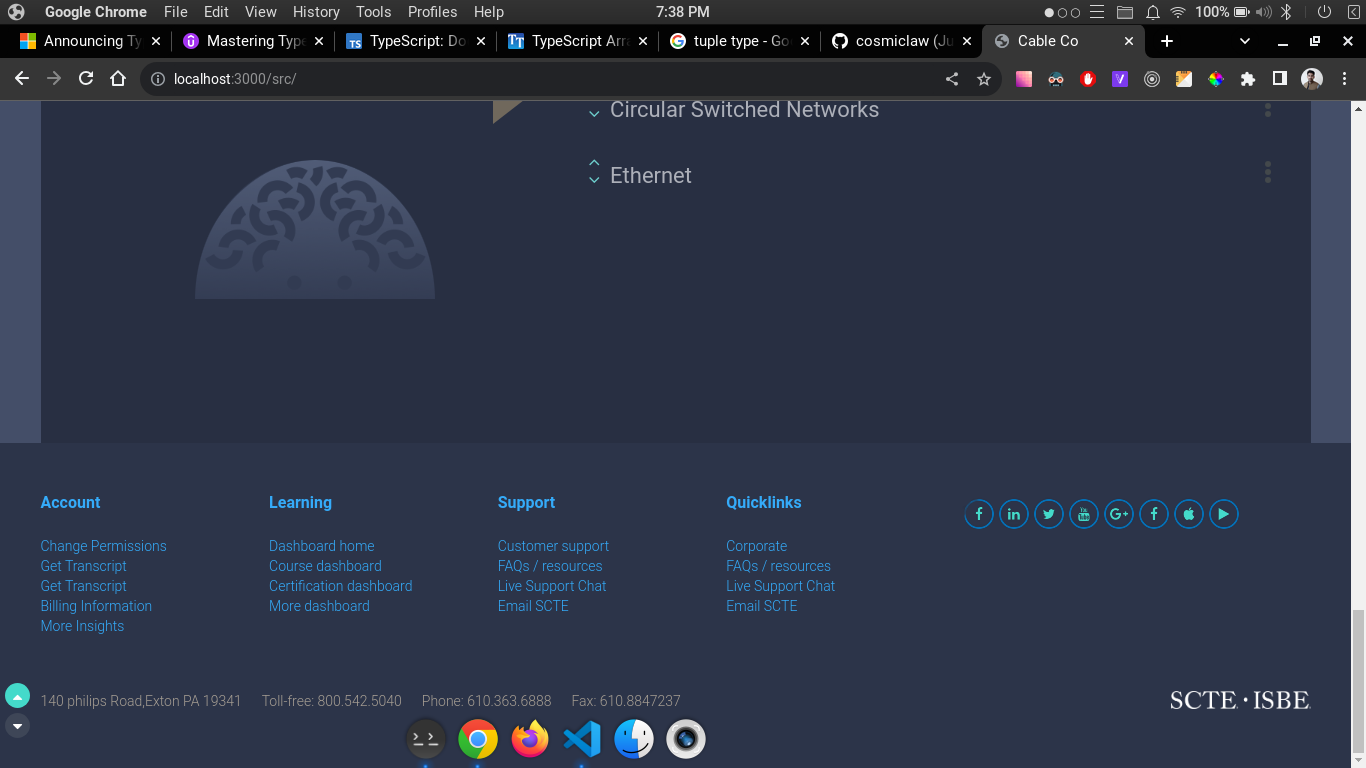 Google Chrome File Edit View History Tools Profiles Help 7:38 PM 100%
Announcing Ty Mastering Type TypeScript: Do TypeScript Arra tuple type - Go cosmiclaw (Ju Cable Co
localhost:3000/src/
Circular Switched Networks
Ethernet
Account Learning Support Quicklinks
Change Permissions Dashboard home Customer support Corporate
Get Transcript Course dashboard FAQs / resources FAQs / resources
Get Transcript Certification dashboard Live Support Chat Live Support Chat
Billing Information More dashboard Email SCTE Email SCTE
More Insights
140 philips Road,Exton PA 19341 Toll-free: 800.542.5040 Phone: 610.363.6888 Fax: 610.8847237
SCTE · ISBE